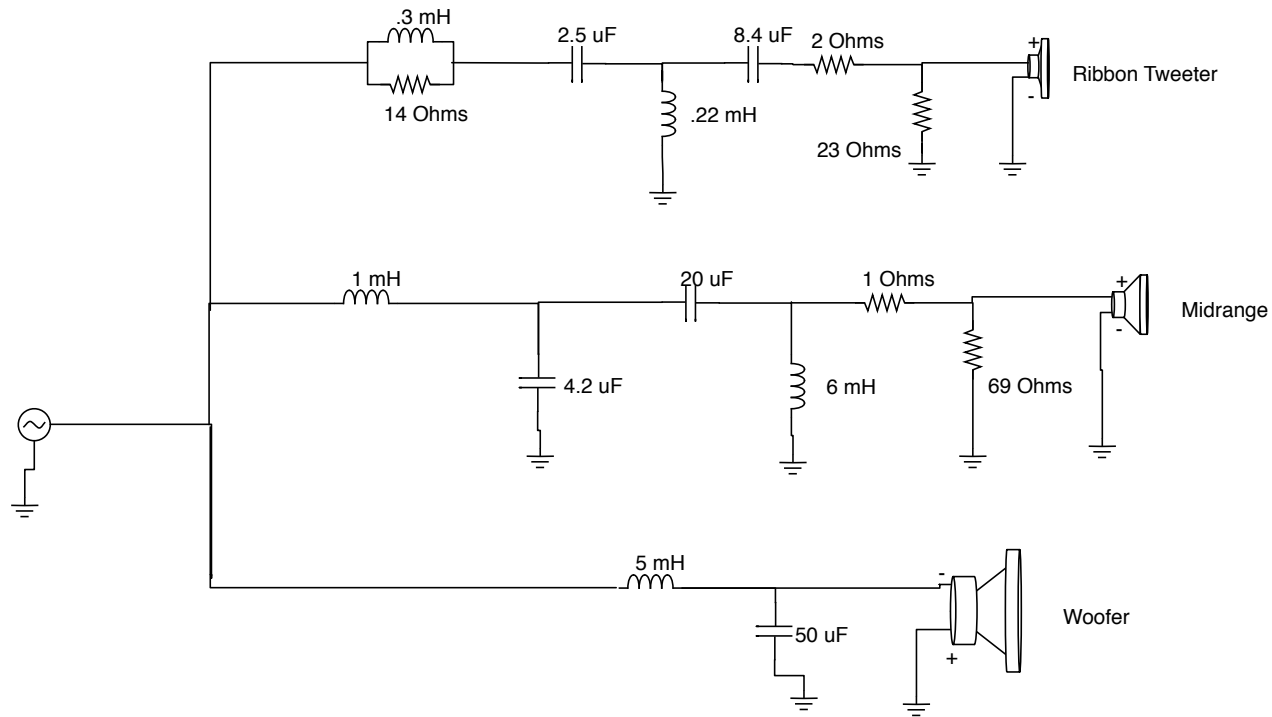 .3 mH
2.5 uF
8.4 uF
2 Ohms
+
Ribbon Tweeter
-
14 Ohms
.22 mH
23 Ohms
1 mH
20 uF
1 Ohms
+
Midrange
-
4.2 uF
6 mH
69 Ohms
5 mH
-
Woofer
50 uF
+